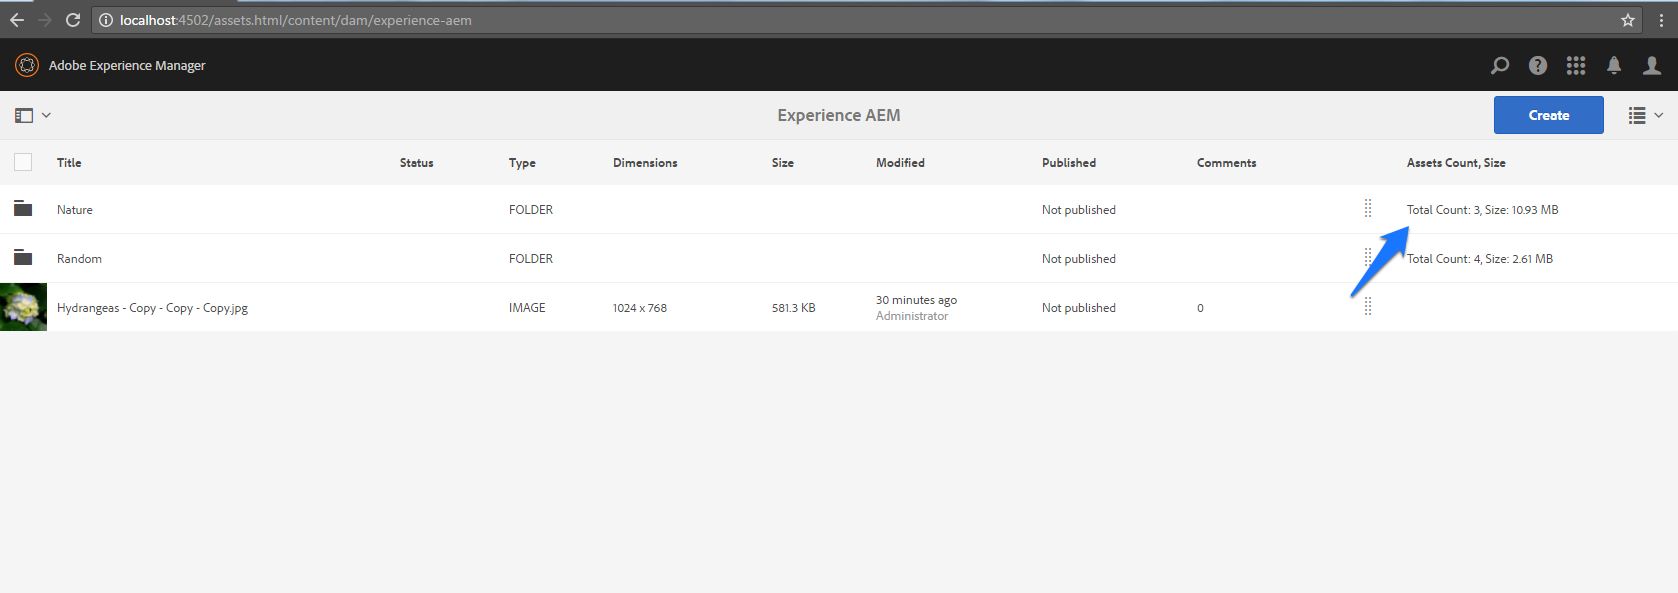 localhost:4502/assets.html/content/dam/experience-aem
Adobe Experience Manager
Experience AEM
Create
Title Status Type Dimensions Size Modified Published Comments Assets Count, Size
Nature FOLDER Not published Total Count: 3, Size: 10.93 MB
Random FOLDER Not published Total Count: 4, Size: 2.61 MB
Hydrangeas - Copy - Copy - Copy.jpg IMAGE 1024 x 768 581.3 KB 30 minutes ago Not published 0
Administrator